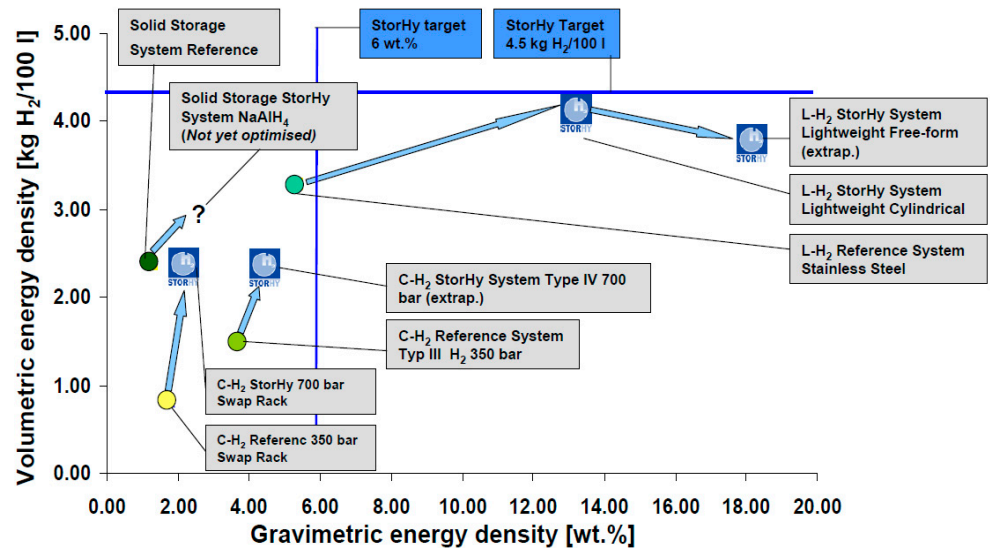 Solid Storage
System Reference
StorHy target
6 wt.%
StorHy Target
4.5 kg H₂/100 l
Solid Storage StorHy
System NaAlH₄
(Not yet optimised)
L-H₂ StorHy System
Lightweight Free-form
(extrap.)
L-H₂ StorHy System
Lightweight Cylindrical
L-H₂ Reference System
Stainless Steel
C-H₂ StorHy System Type IV 700
bar (extrap.)
C-H₂ Reference System
Typ III H₂ 350 bar
C-H₂ StorHy 700 bar
Swap Rack
C-H₂ Referenc 350 bar
Swap Rack
?
h₂
STORHY
h₂
STORHY
h₂
STORHY
h₂
STORHY
Volumetric energy density [kg H₂/100 l]
5.00
4.00
3.00
2.00
1.00
0.00
0.00 2.00 4.00 6.00 8.00 10.00 12.00 14.00 16.00 18.00 20.00
Gravimetric energy density [wt.%]